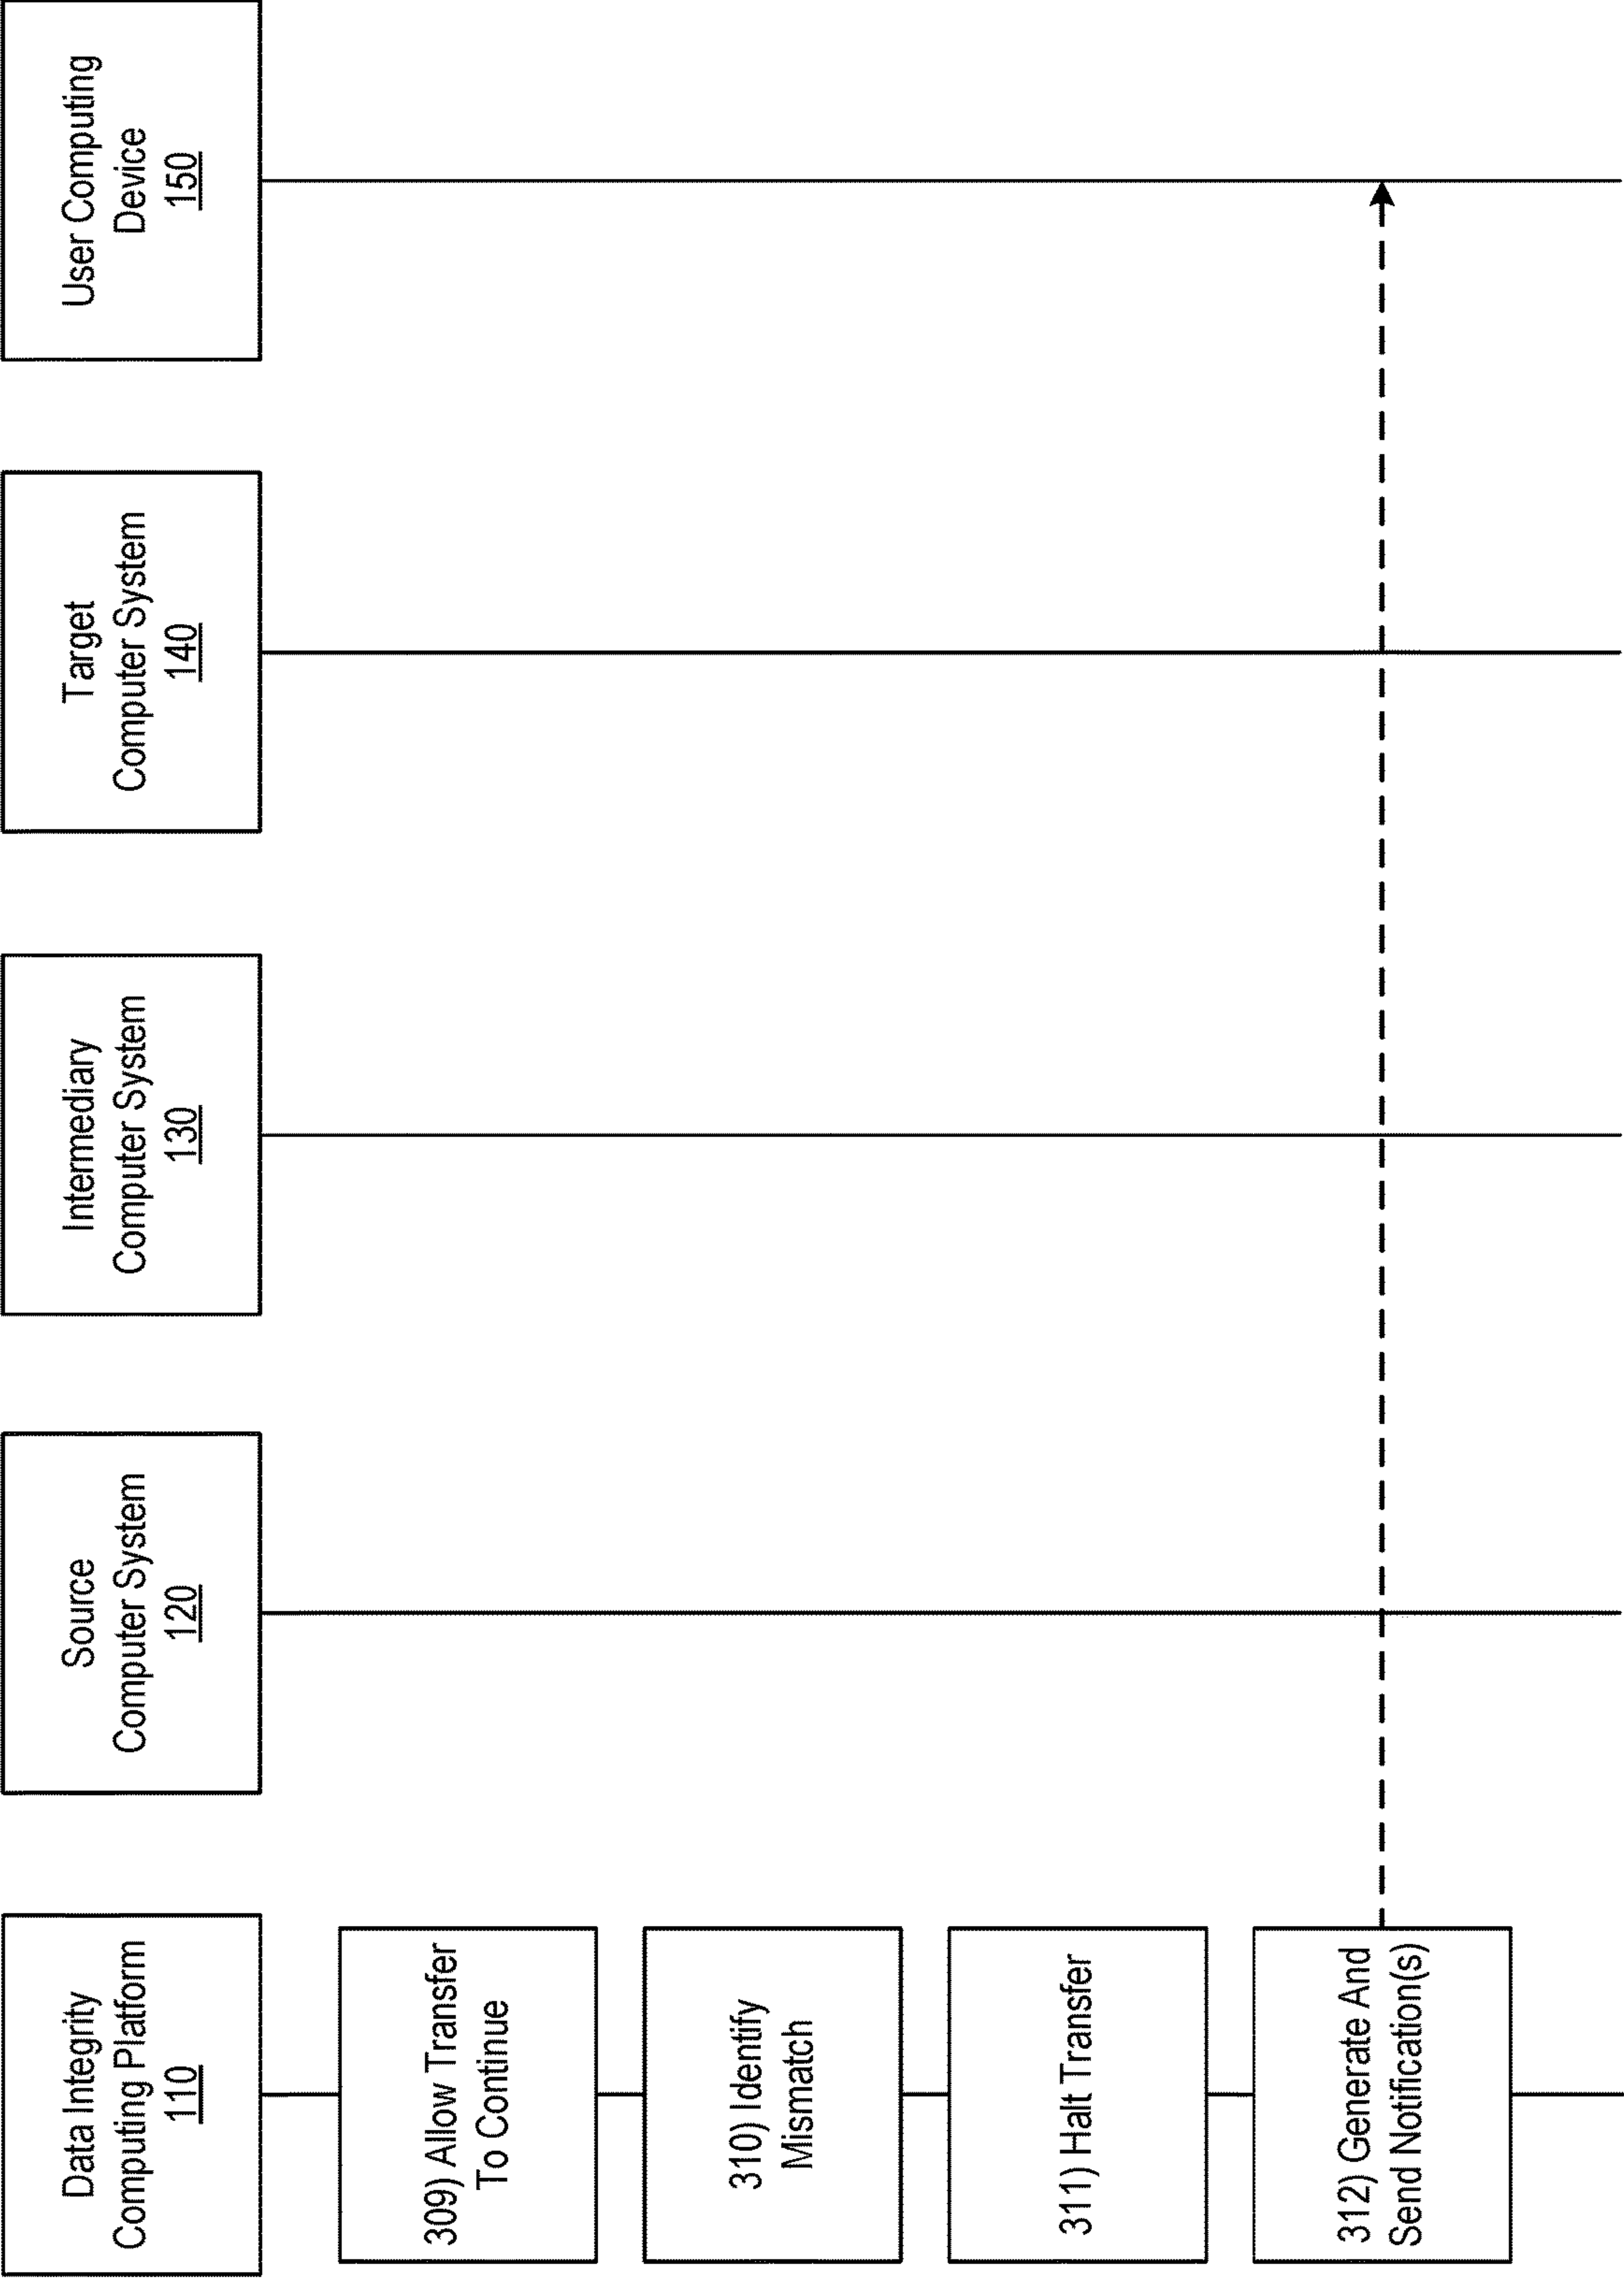 Data Integrity
Computing Platform
110
Source
Computer System
120
Intermediary
Computer System
130
Target
Computer System
140
User Computing
Device
150
309) Allow Transfer
To Continue
310) Identify
Mismatch
311) Halt Transfer
312) Generate And
Send Notification(s)